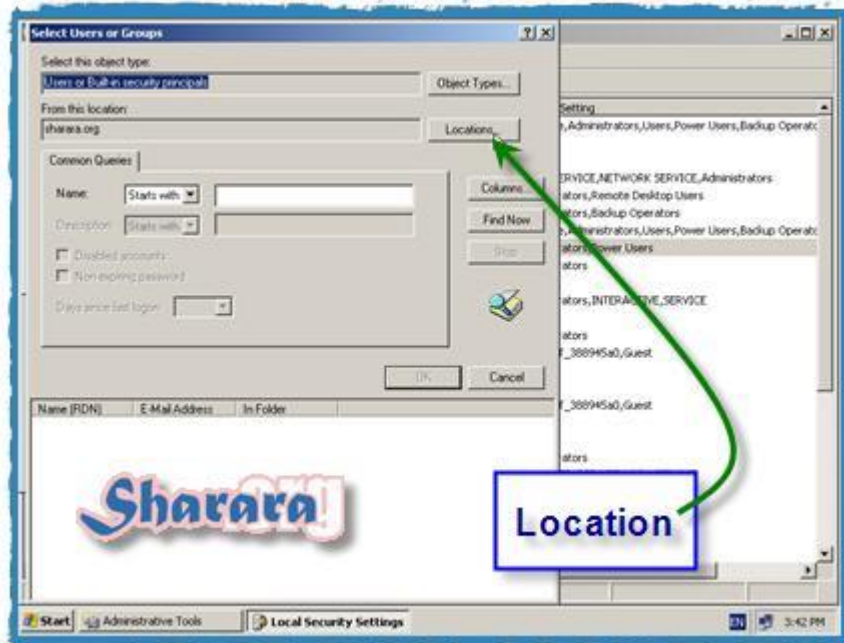 Select Users or Groups
Select this object type:
Users or Built-in security principals
Object Types...
From this location:
sharara.org
Locations...
Common Queries
Name:
Starts with
Columns...
Description:
Starts with
Find Now
Disabled accounts
Stop
Non expiring password
Days since last logon:
OK
Cancel
Name (RDN) E-Mail Address In Folder
Setting
,Administrators,Users,Power Users,Backup Operato
ERVICE,NETWORK SERVICE,Administrators
ators,Remote Desktop Users
ators,Backup Operators
,Administrators,Users,Power Users,Backup Operato
ators,Power Users
ators
ators,INTERACTIVE,SERVICE
ators
T_388945a0,Guest
T_388945a0,Guest
ators
Sharara.org
Location
Start
Administrative Tools
Local Security Settings
EN
3:42 PM